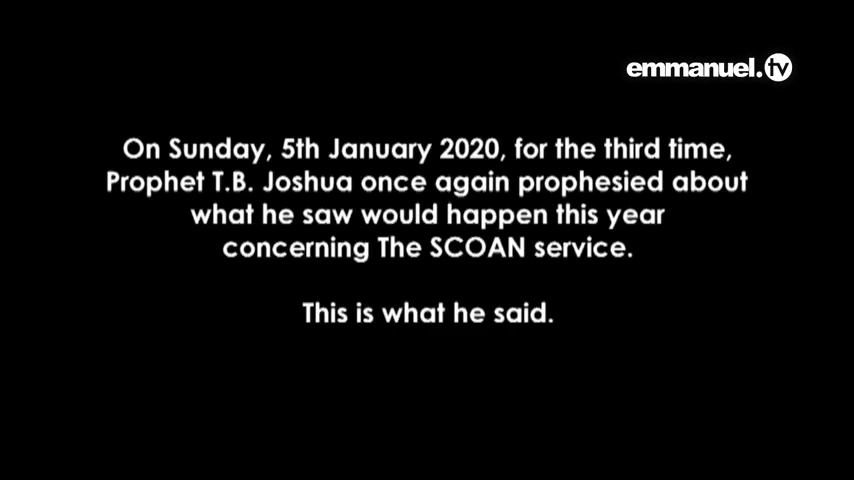 emmanuel.tv
On Sunday, 5th January 2020, for the third time,
Prophet T.B. Joshua once again prophesied about
what he saw would happen this year
concerning The SCOAN service.
This is what he said.